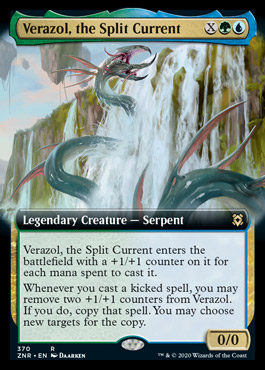 Verazol, the Split Current X
Legendary Creature — Serpent
Verazol, the Split Current enters the
battlefield with a +1/+1 counter on it for
each mana spent to cast it.
Whenever you cast a kicked spell, you may
remove two +1/+1 counters from Verazol.
If you do, copy that spell. You may choose
new targets for the copy.
0/0
370 R
ZNR • EN DAARKEN
™ & © 2020 Wizards of the Coast